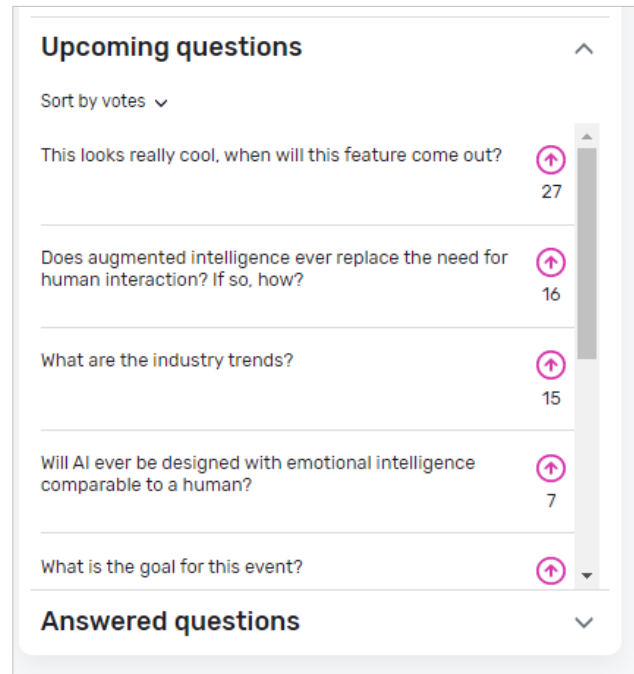 Upcoming questions
Sort by votes
This looks really cool, when will this feature come out?
27
Does augmented intelligence ever replace the need for
human interaction? If so, how?
16
What are the industry trends?
15
Will AI ever be designed with emotional intelligence
comparable to a human?
7
What is the goal for this event?
Answered questions